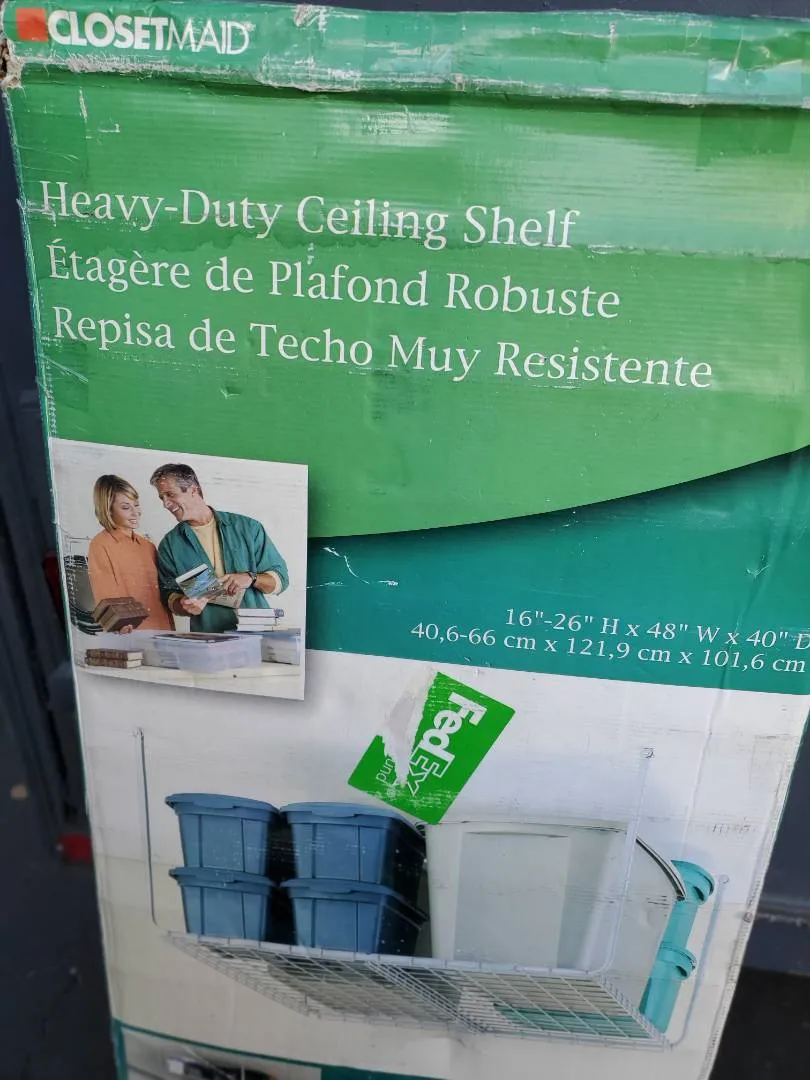 CLOSETMAID
Heavy-Duty Ceiling Shelf
Étagère de Plafond Robuste
Repisa de Techo Muy Resistente
16"-26" H x 48" W x 40" D
40,6-66 cm x 121,9 cm x 101,6 cm
FedEx